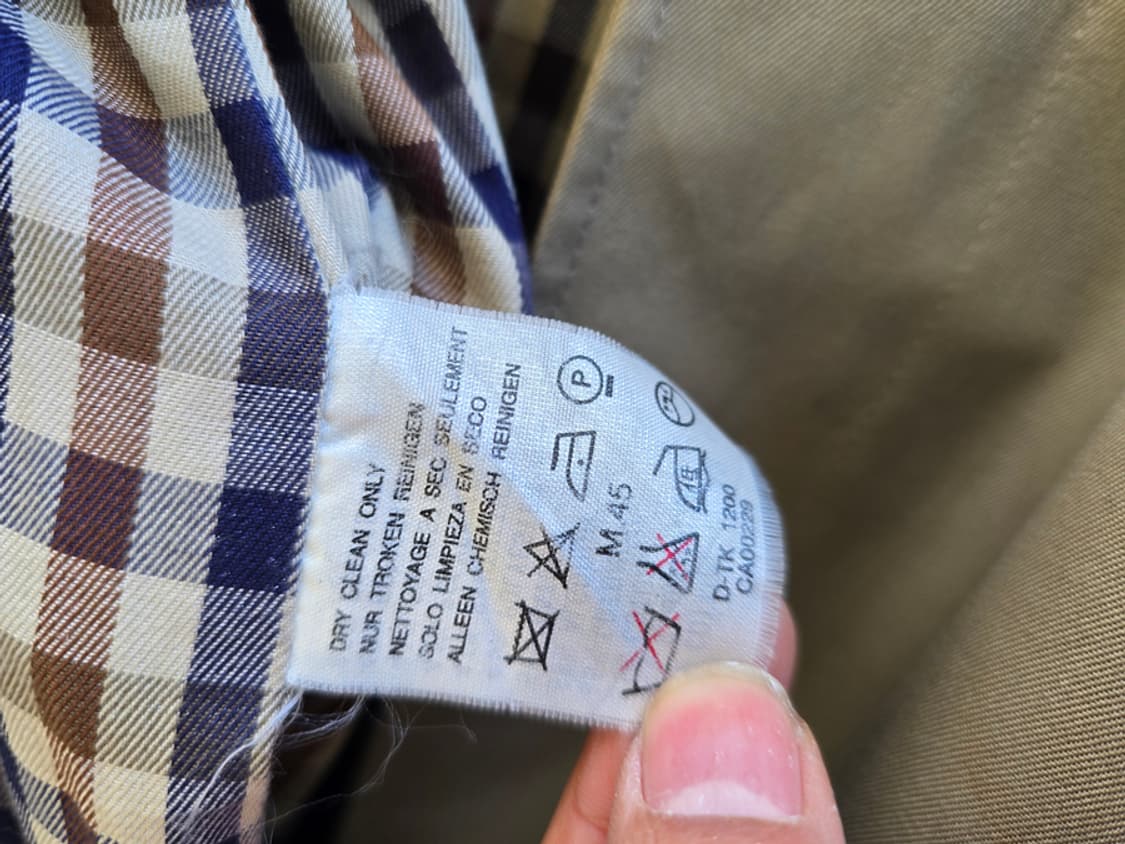 DRY CLEAN ONLY
NUR TROKEN REINIGEN
NETTOYAGE A SEC SEULEMENT
SOLO LIMPIEZA EN SECO
ALLEEN CHEMISCH REINIGEN
P
M.45
D-TK 1200
CA00229